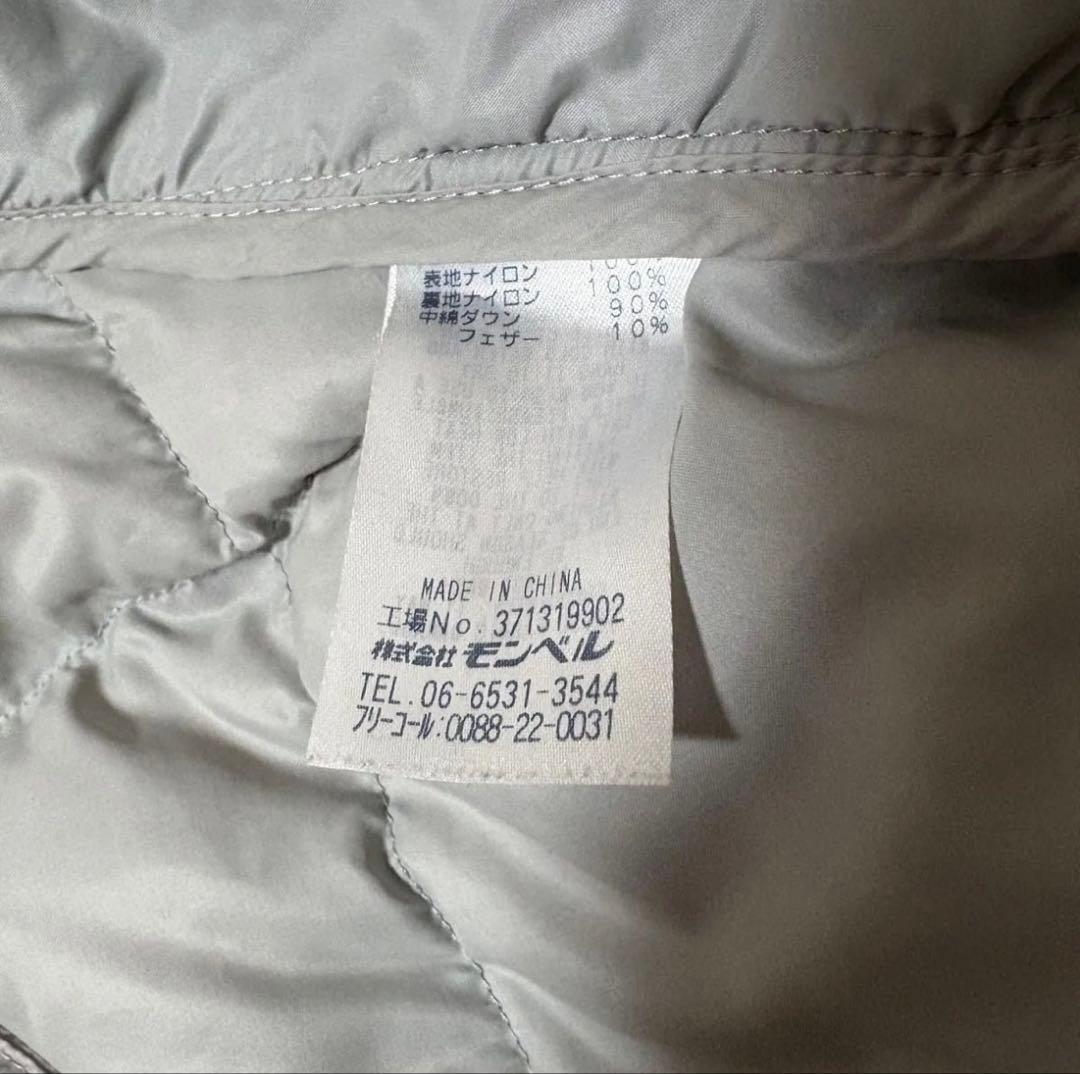 表地ナイロン 100%
裏地ナイロン 100%
中綿ダウン 90%
フェザー 10%
MADE IN CHINA
工場No.371319902
株式会社モンベル
TEL.06-6531-3544
フリーコール:0088-22-0031